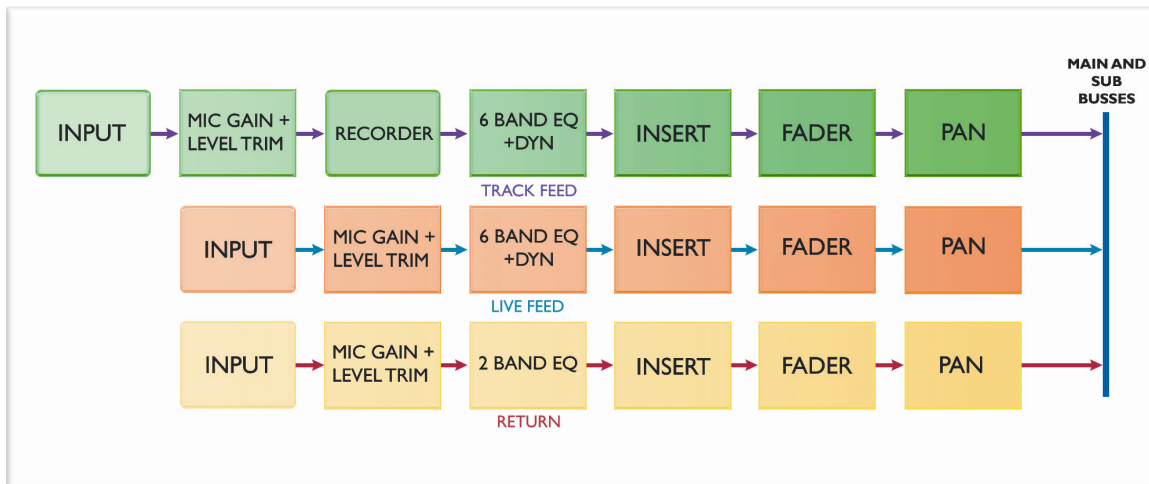 MAIN AND
SUB
BUSSES
INPUT
MIC GAIN +
LEVEL TRIM
RECORDER
6 BAND EQ
+DYN
INSERT
FADER
PAN
TRACK FEED
INPUT
MIC GAIN +
LEVEL TRIM
6 BAND EQ
+DYN
INSERT
FADER
PAN
LIVE FEED
INPUT
MIC GAIN +
LEVEL TRIM
2 BAND EQ
INSERT
FADER
PAN
RETURN